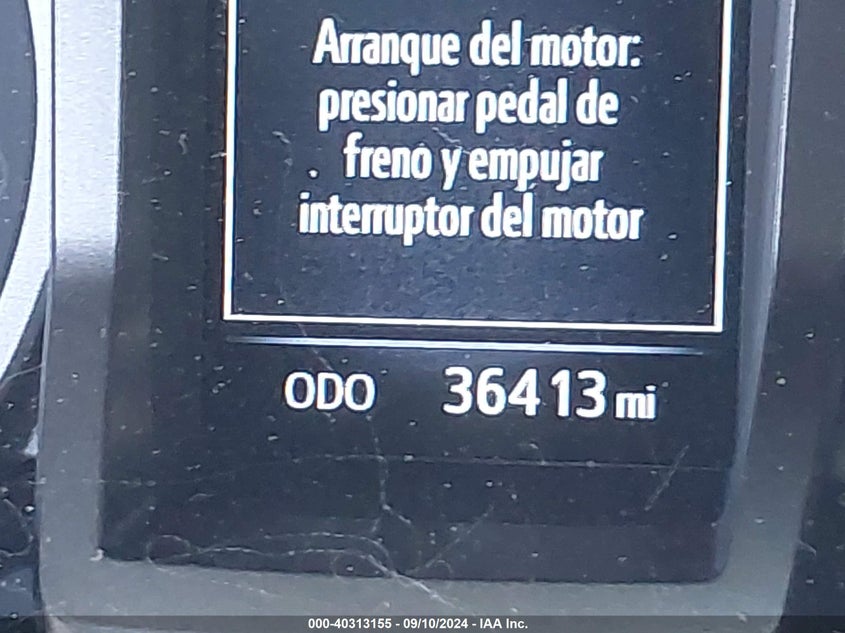 Arranque del motor:
presionar pedal de
freno y empujar
interruptor del motor
ODO 36413 mi
000-40313155 - 09/10/2024 - IAA Inc.